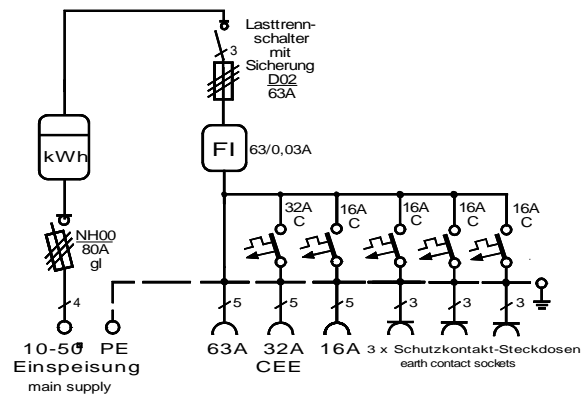 Lasttrenn-
schalter
mit
Sicherung
D02
63A
3
kWh
FI
63/0,03A
32A
C
16A
C
16A
C
16A
C
16A
C
NH00
80A
gl
4
5
5
5
3
3
3
10-50 PE
Einspeisung
main supply
63A
32A
CEE
16A
3 x Schutzkontakt-Steckdosen
earth contact sockets